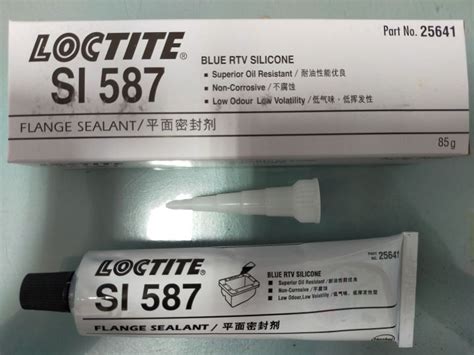 Part No. 25641
LOCTITE®
SI 587
BLUE RTV SILICONE
Superior Oil Resistant / 耐油性能优良
Non-Corrosive / 不腐蚀
Low Odour Low Volatility / 低气味，低挥发性
FLANGE SEALANT / 平面密封剂
85g
LOCTITE®
SI 587
PART NO. 25641
BLUE RTV SILICONE
Superior Oil Resistant / 耐油性能优良
Non-Corrosive / 不腐蚀
Low Odour, Low Volatility / 低气味，低挥发性
FLANGE SEALANT / 平面密封剂